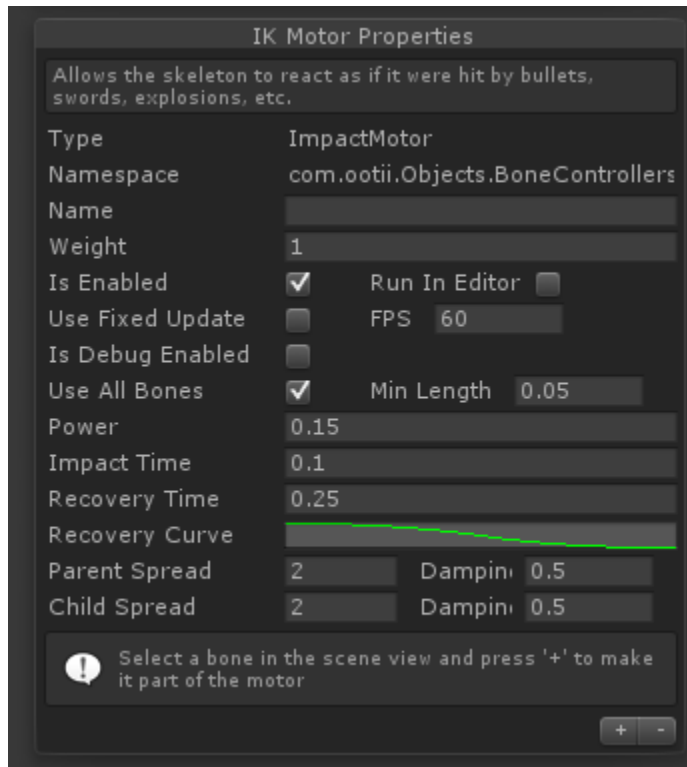 IK Motor Properties
Allows the skeleton to react as if it were hit by bullets,
swords, explosions, etc.
Type ImpactMotor
Namespace com.ootii.Objects.BoneControllers
Name
Weight 1
Is Enabled Run In Editor
Use Fixed Update FPS 60
Is Debug Enabled
Use All Bones Min Length 0.05
Power 0.15
Impact Time 0.1
Recovery Time 0.25
Recovery Curve
Parent Spread 2 Dampin 0.5
Child Spread 2 Dampin 0.5
Select a bone in the scene view and press '+' to make
it part of the motor
+ -